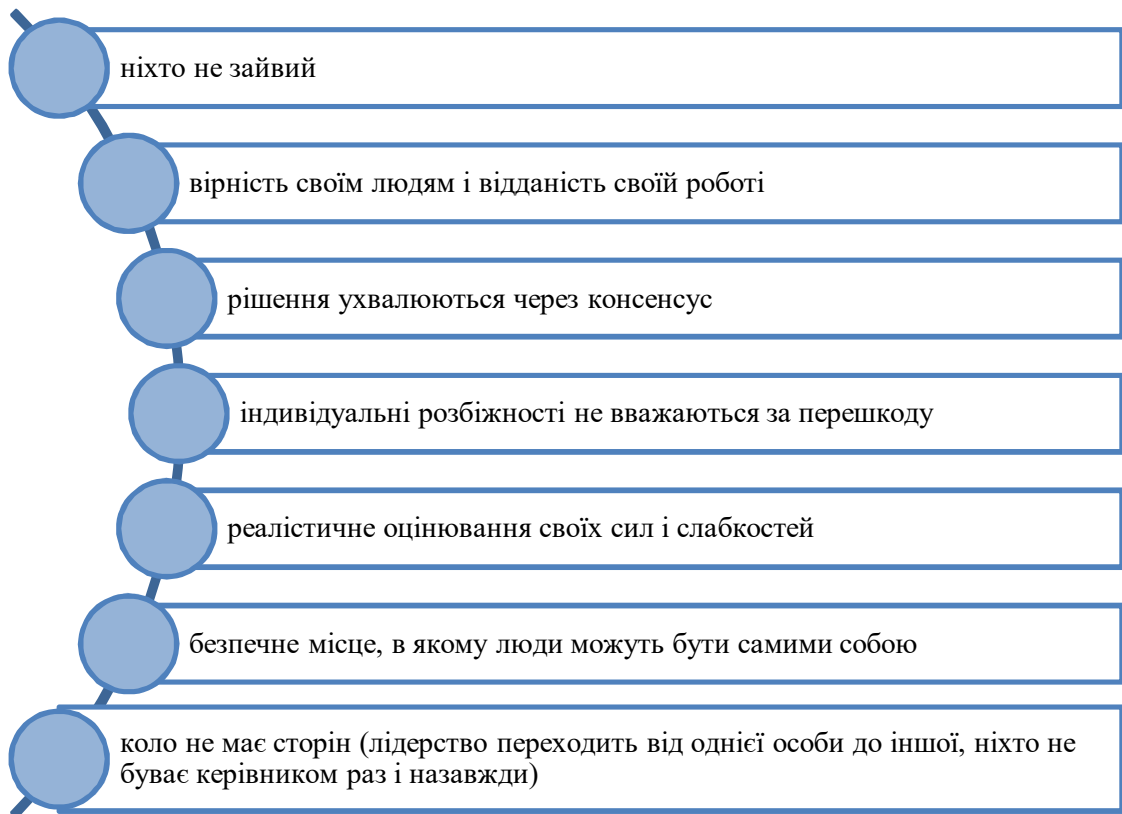 ніхто не зайвий
вірність своїм людям і відданість своїй роботі
рішення ухвалюються через консенсус
індивідуальні розбіжності не вважаються за перешкоду
реалістичне оцінювання своїх сил і слабкостей
безпечне місце, в якому люди можуть бути самими собою
коло не має сторін (лідерство переходить від однієї особи до іншої, ніхто не
буває керівником раз і назавжди)